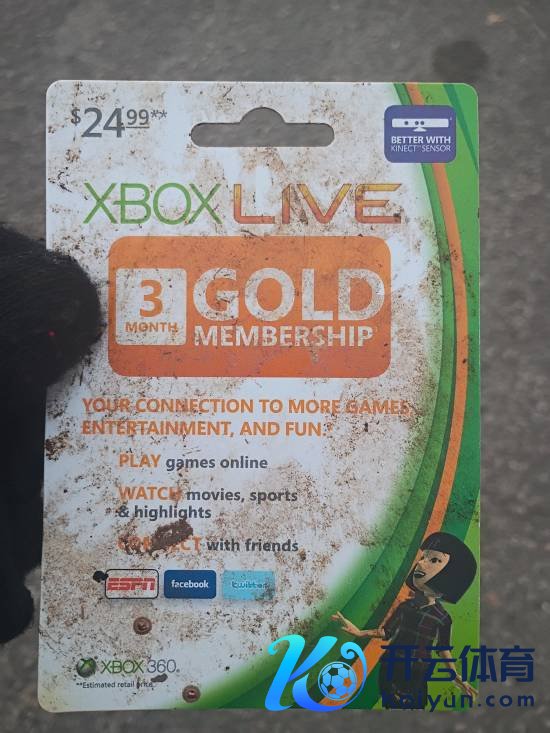 $24.99**
BETTER WITH
KINECT™ SENSOR
XBOX LIVE
3
MONTH
GOLD
MEMBERSHIP
YOUR CONNECTION TO MORE GAMES,
ENTERTAINMENT, AND FUN.*
PLAY games online
WATCH movies, sports
& highlights
CONNECT with friends
ESPN
facebook
twitter
XBOX 360
**Estimated retail price.
开云体育
kaiyun.com